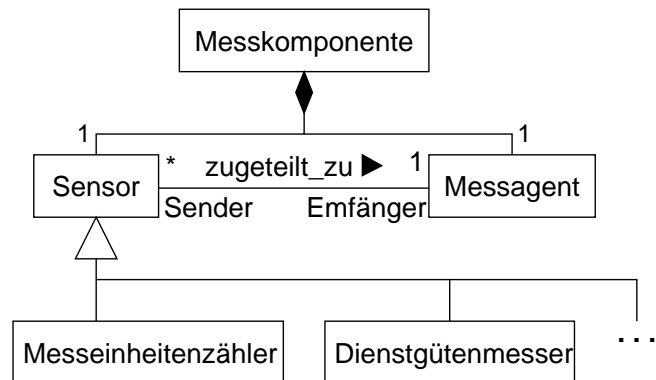 Messkomponente
1 1
* zugeteilt_zu ▶ 1
Sensor Messagent
Sender Emfänger
Messeinheitenzähler Dienstgütenmesser ...